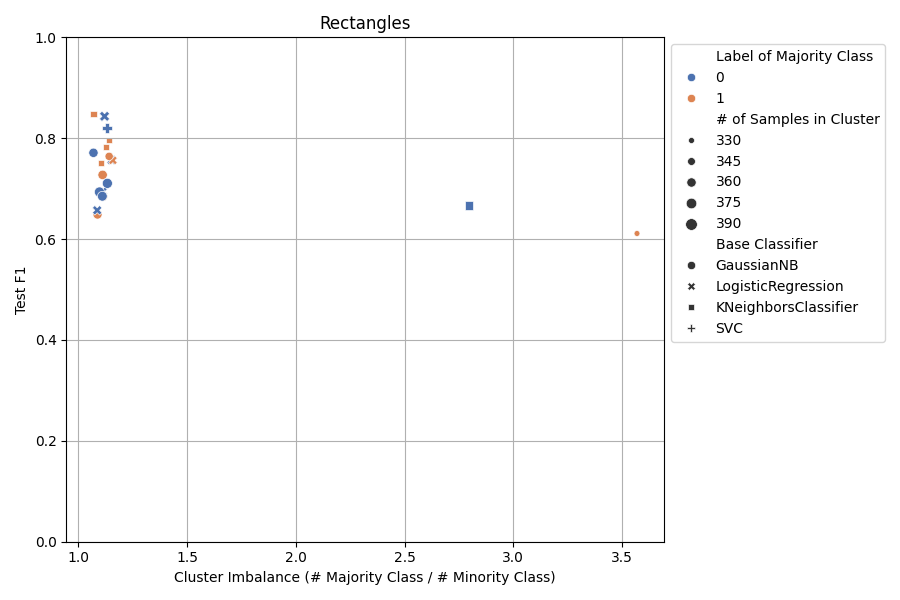 Rectangles
1.0
0.8
0.6
0.4
0.2
0.0
Test F1
1.0 1.5 2.0 2.5 3.0 3.5
Cluster Imbalance (# Majority Class / # Minority Class)
Label of Majority Class
0
1
# of Samples in Cluster
330
345
360
375
390
Base Classifier
GaussianNB
LogisticRegression
KNeighborsClassifier
SVC